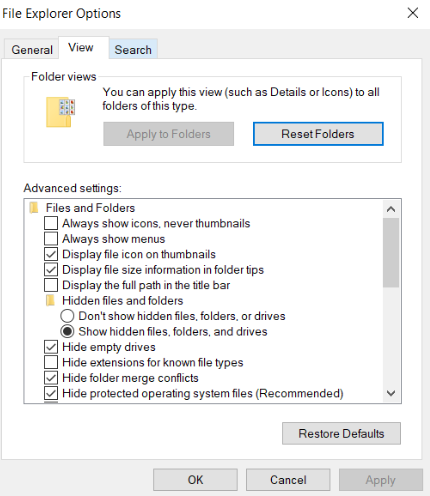 File Explorer Options
General
View
Search
Folder views
You can apply this view (such as Details or Icons) to all
folders of this type.
Apply to Folders
Reset Folders
Advanced settings:
Files and Folders
Always show icons, never thumbnails
Always show menus
Display file icon on thumbnails
Display file size information in folder tips
Display the full path in the title bar
Hidden files and folders
Don't show hidden files, folders, or drives
Show hidden files, folders, and drives
Hide empty drives
Hide extensions for known file types
Hide folder merge conflicts
Hide protected operating system files (Recommended)
Restore Defaults
OK
Cancel
Apply